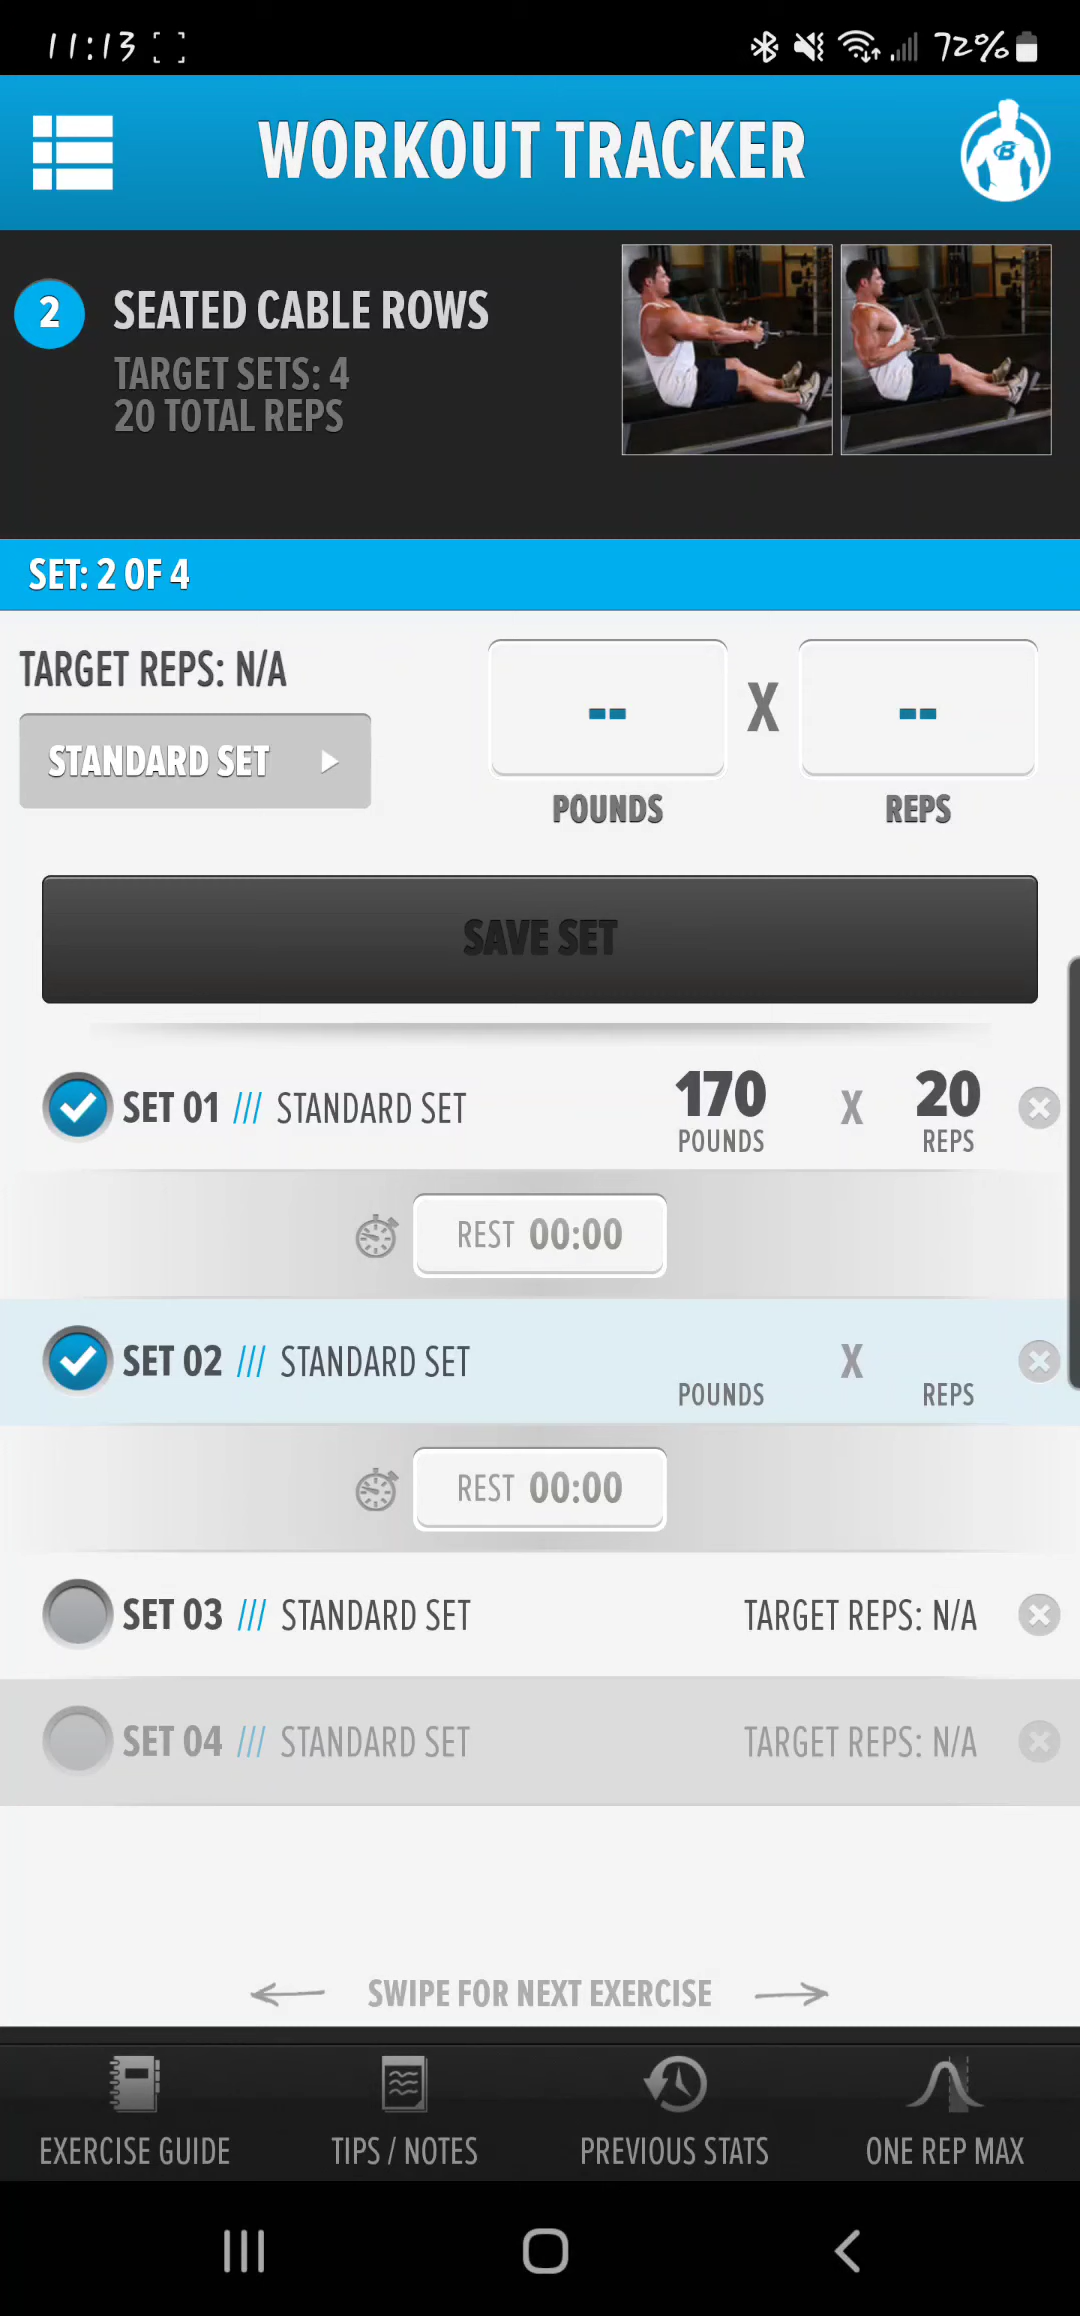 11:13 72%
WORKOUT TRACKER
B
2 SEATED CABLE ROWS
TARGET SETS: 4
20 TOTAL REPS
SET: 2 OF 4
TARGET REPS: N/A
STANDARD SET
-- X --
POUNDS REPS
SAVE SET
SET 01 /// STANDARD SET 170 POUNDS X 20 REPS
REST 00:00
SET 02 /// STANDARD SET POUNDS X REPS
REST 00:00
SET 03 /// STANDARD SET TARGET REPS: N/A
SET 04 /// STANDARD SET TARGET REPS: N/A
SWIPE FOR NEXT EXERCISE
EXERCISE GUIDE TIPS / NOTES PREVIOUS STATS ONE REP MAX